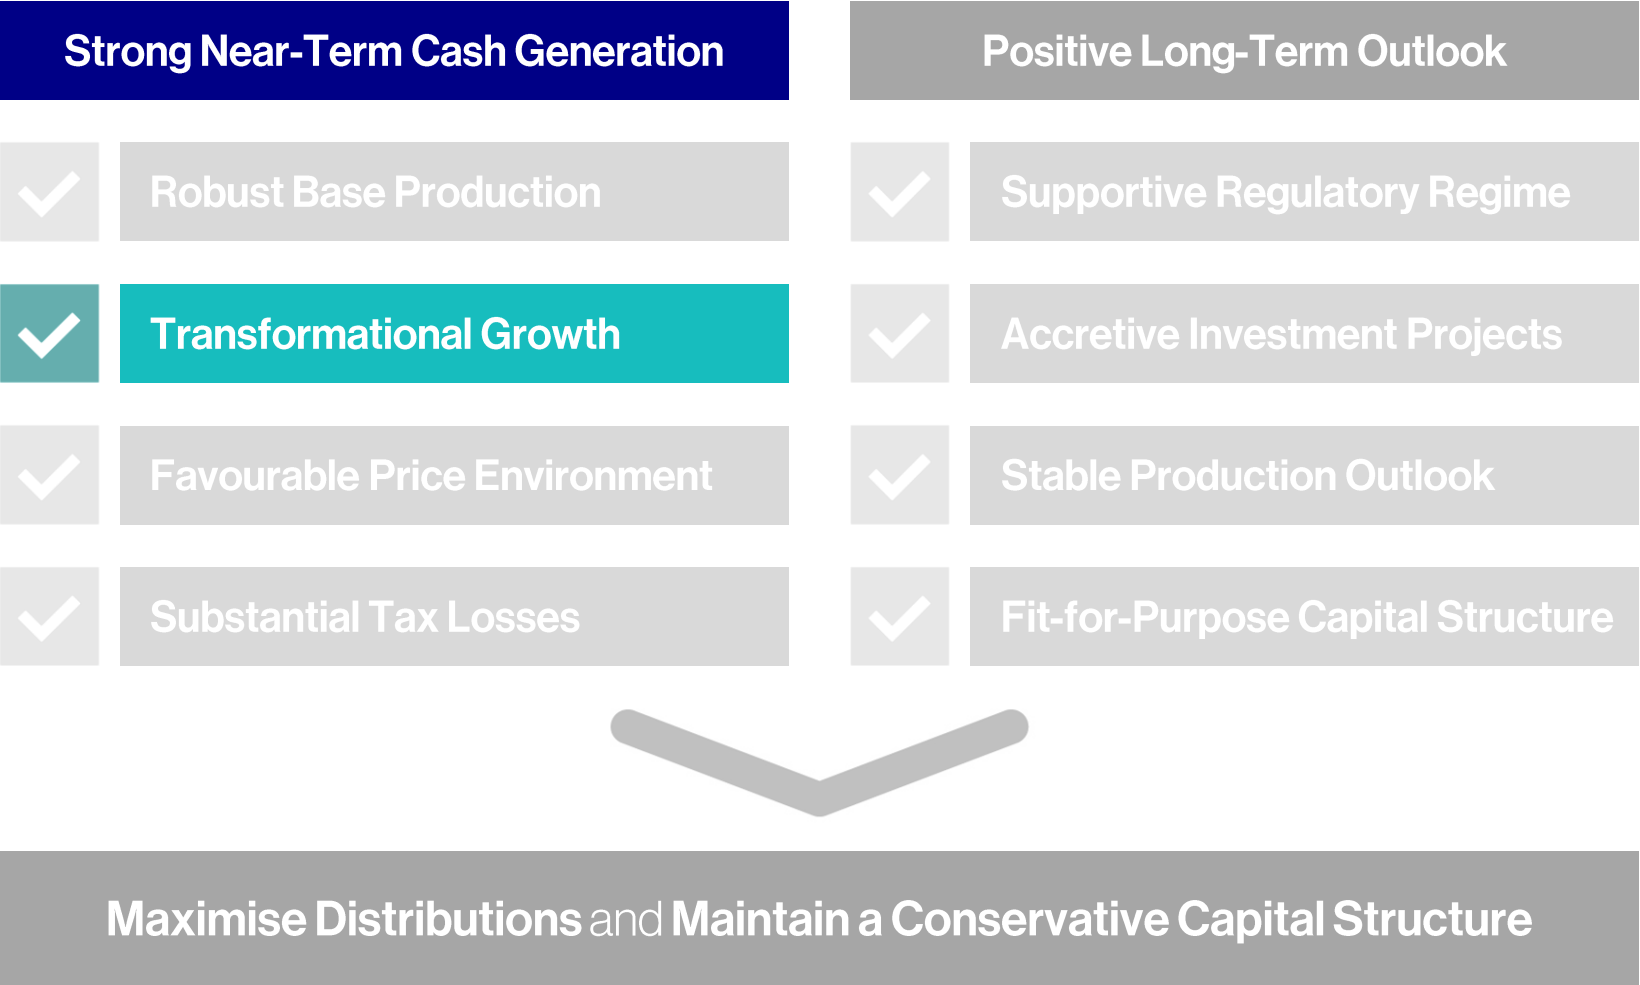 Strong Near-Term Cash Generation
Robust Base Production
Transformational Growth
Favourable Price Environment
Substantial Tax Losses
Positive Long-Term Outlook
Supportive Regulatory Regime
Accretive Investment Projects
Stable Production Outlook
Fit-for-Purpose Capital Structure
Maximise Distributions and Maintain a Conservative Capital Structure